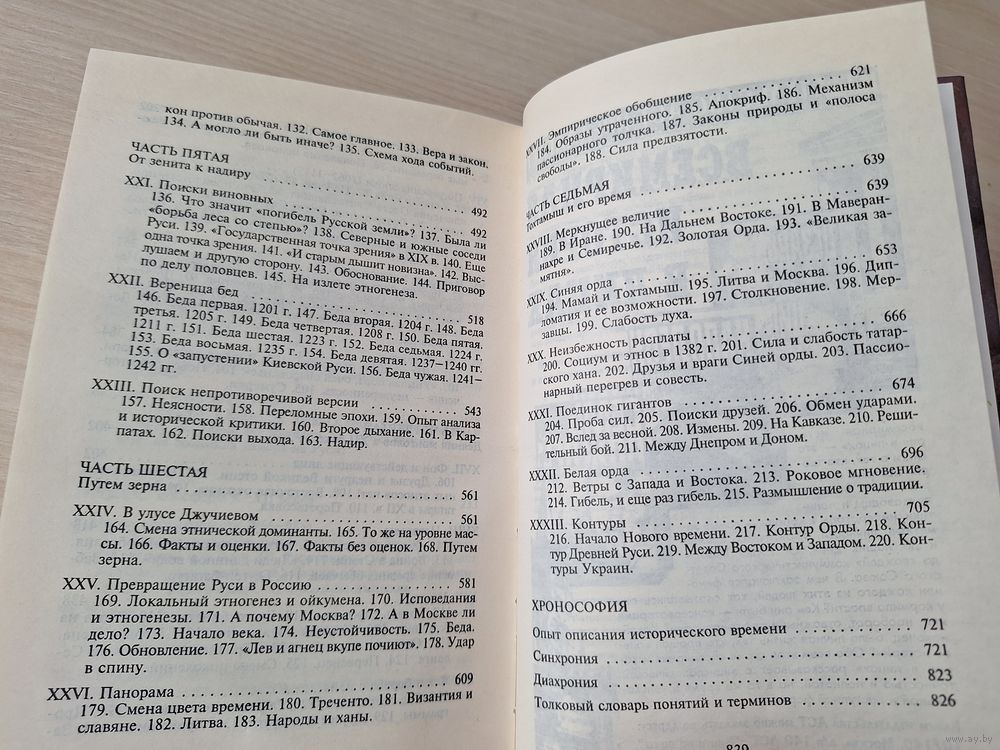 кон против обычая. 132. Самое главное. 133. Вера и закон.
134. А могло ли быть иначе? 135. Схема хода событий.
ЧАСТЬ ПЯТАЯ
От зенита к надиру . . . . . . . . . . . . . . . . . . . 492
XXI. Поиски виновных . . . . . . . . . . . . . . . . . . . 492
136. Что значит «погибель Русской земли»? 137. Была ли
«борьба леса со степью»? 138. Северные и южные соседи
Руси. 139. «Государственная точка зрения» в XIX в. 140. Еще
одна точка зрения. 141. «И старым дышит новизна». 142. Выс-
лушаем и другую сторону. 143. Обоснование. 144. Приговор
по делу половцев. 145. На излете этногенеза.
XXII. Вереница бед . . . . . . . . . . . . . . . . . . . 518
146. Беда первая. 1201 г. 147. Беда вторая. 1204 г. 148. Беда
третья. 1205 г. 149. Беда четвертая. 1208 г. 150. Беда пятая.
1211 г. 151. Беда шестая. 1223 г. 152. Беда седьмая. 1224 г.
153. Беда восьмая. 1235 г. 154. Беда девятая. 1237–1240 гг.
155. О «запустении» Киевской Руси. 156. Беда чужая. 1241–
1242 гг.
XXIII. Поиск непротиворечивой версии . . . . . . . . . . 543
157. Неясности. 158. Переломные эпохи. 159. Опыт анализа
и исторической критики. 160. Второе дыхание. 161. В Кар-
патах. 162. Поиски выхода. 163. Надир.
ЧАСТЬ ШЕСТАЯ
Путем зерна . . . . . . . . . . . . . . . . . . . 561
XXIV. В улусе Джучиевом . . . . . . . . . . . . . . . . 561
164. Смена этнической доминанты. 165. То же на уровне мас-
сы. 166. Факты и оценки. 167. Факты без оценок. 168. Путем
зерна.
XXV. Превращение Руси в Россию . . . . . . . . . . . . 581
169. Локальный этногенез и ойкумена. 170. Исповедания
и этногенезы. 171. А почему Москва? 172. А в Москве ли
дело? 173. Начало века. 174. Неустойчивость. 175. Беда.
176. Обновление. 177. «Лев и агнец вкупе почиют». 178. Удар
в спину.
XXVI. Панорама . . . . . . . . . . . . . . . . . . . 609
179. Смена цвета времени. 180. Треченто. 181. Византия и
славяне. 182. Литва. 183. Народы и ханы.
XXVII. Эмпирическое обобщение . . . . . . . . . . . . 621
184. Образы утраченного. 185. Апокриф. 186. Механизм
пассионарного толчка. 187. Законы природы и «полоса
свободы». 188. Сила предвзятости.
ЧАСТЬ СЕДЬМАЯ
Тохтамыш и его время . . . . . . . . . . . . . . . . 639
XXVIII. Меркнущее величие . . . . . . . . . . . . . . 639
189. В Иране. 190. На Дальнем Востоке. 191. В Маверан-
нахре и Семиречье. 192. Золотая Орда. 193. «Великая за-
мятня».
XXIX. Синяя орда . . . . . . . . . . . . . . . . . . . 653
194. Мамай и Тохтамыш. 195. Литва и Москва. 196. Дип-
ломатия и ее возможности. 197. Столкновение. 198. Мер-
завцы. 199. Слабость духа.
XXX. Неизбежность расплаты . . . . . . . . . . . . . . 666
200. Социум и этнос в 1382 г. 201. Сила и слабость татар-
ского хана. 202. Друзья и враги Синей орды. 203. Пассио-
нарный перегрев и совесть.
XXXI. Поединок гигантов . . . . . . . . . . . . . . . . 674
204. Проба сил. 205. Поиски друзей. 206. Обмен ударами.
207. Вслед за весной. 208. Измены. 209. На Кавказе. 210. Реши-
тельный бой. 211. Между Днепром и Доном.
XXXII. Белая орда . . . . . . . . . . . . . . . . . . . 696
212. Ветры с Запада и Востока. 213. Роковое мгновение.
214. Гибель, и еще раз гибель. 215. Размышление о традиции.
XXXIII. Контуры . . . . . . . . . . . . . . . . . . . 705
216. Начало Нового времени. 217. Контур Орды. 218. Кон-
тур Древней Руси. 219. Между Востоком и Западом. 220. Кон-
туры Украин.
ХРОНОСОФИЯ
Опыт описания исторического времени . . . . . . . . . 721
Синхрония . . . . . . . . . . . . . . . . . . . 721
Диахрония . . . . . . . . . . . . . . . . . . . 823
Толковый словарь понятий и терминов . . . . . . . . . 826
829
www.ay.by